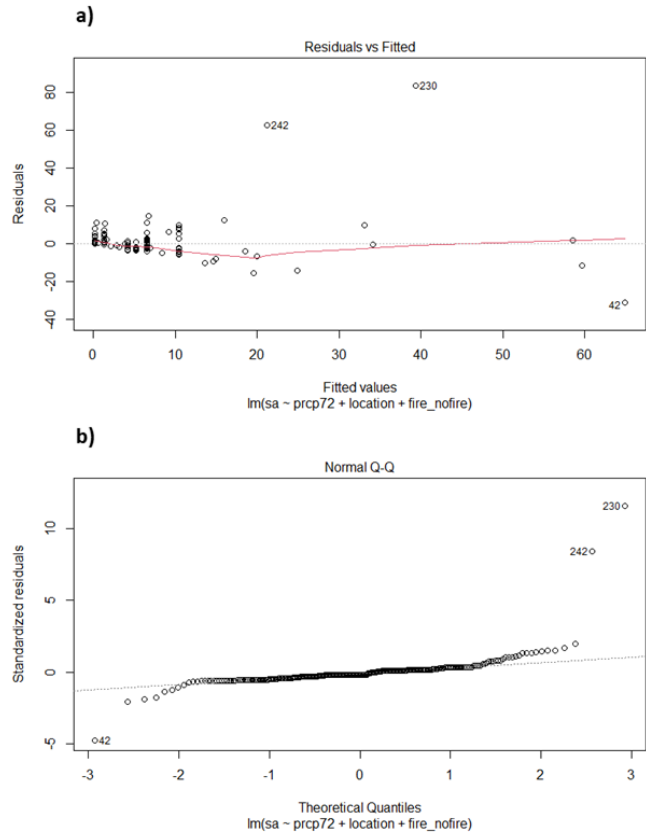 a)
Residuals vs Fitted
Residuals
80
60
40
20
0
-20
-40
230
242
42
0 10 20 30 40 50 60
Fitted values
lm(sa ~ prcp72 + location + fire_nofire)
b)
Normal Q-Q
Standardized residuals
10
5
0
-5
230
242
42
-3 -2 -1 0 1 2 3
Theoretical Quantiles
lm(sa ~ prcp72 + location + fire_nofire)